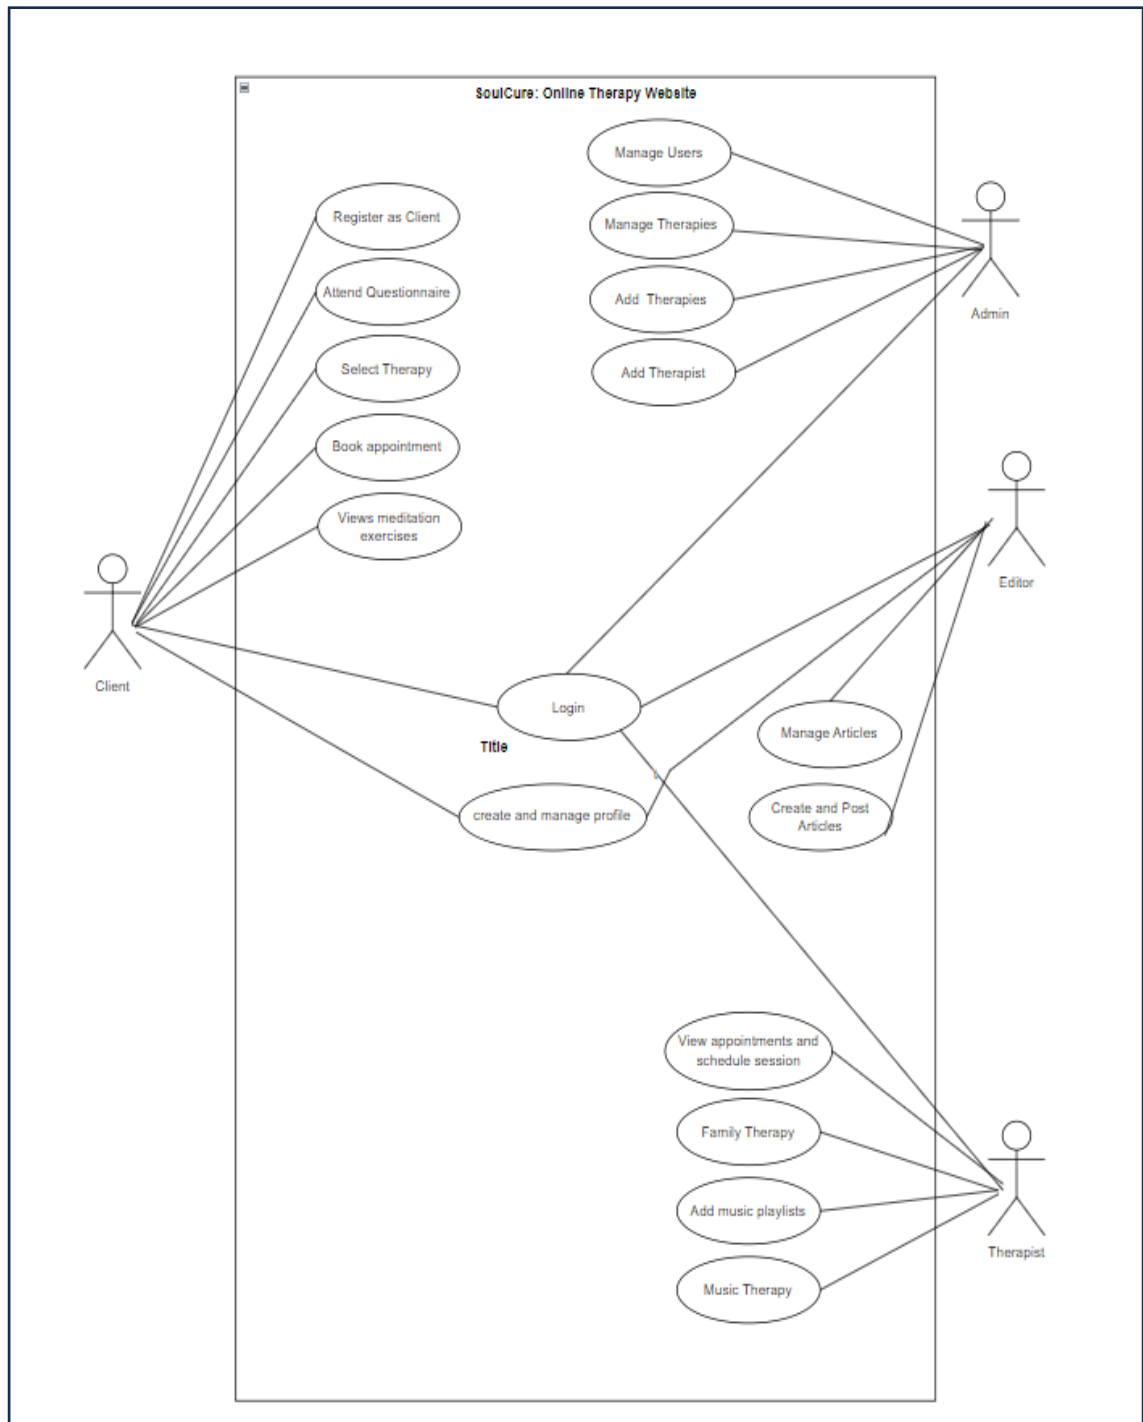 SoulCure: Online Therapy Website
Manage Users
Manage Therapies
Add Therapies
Add Therapist
Admin
Register as Client
Attend Questionnaire
Select Therapy
Book appointment
Views meditation
exercises
Client
Editor
Login
Title
create and manage profile
Manage Articles
Create and Post
Articles
View appointments and
schedule session
Family Therapy
Add music playlists
Music Therapy
Therapist